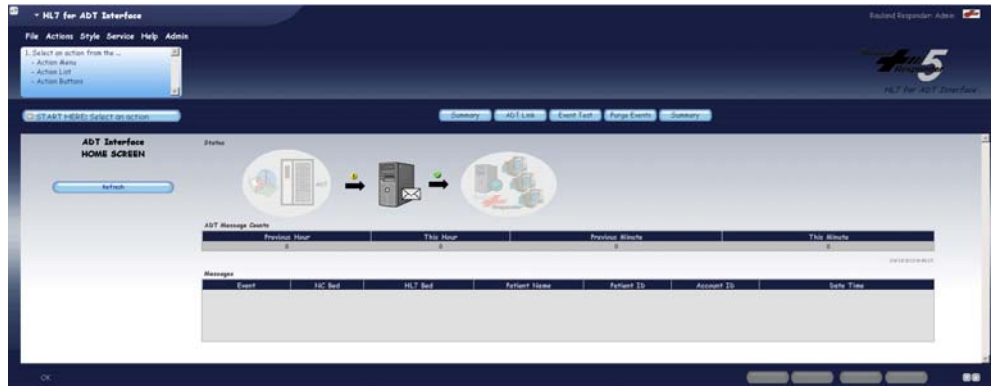 HL7 for ADT Interface
Rauland Responder: Admin
File Actions Style Service Help Admin
1. Select an action from the ...
- Action Menu
- Action List
- Action Buttons
Responder 5
HL7 for ADT Interface
START HERE: Select an action
Summary ADT Link Event Test Purge Events Summary
ADT Interface
HOME SCREEN
Refresh
Status
ADT
ADT Message Counts
Previous Hour This Hour Previous Minute This Minute
0 0 0 0
Messages
Event NC Bed HL7 Bed Patient Name Patient ID Account ID Date Time
OK